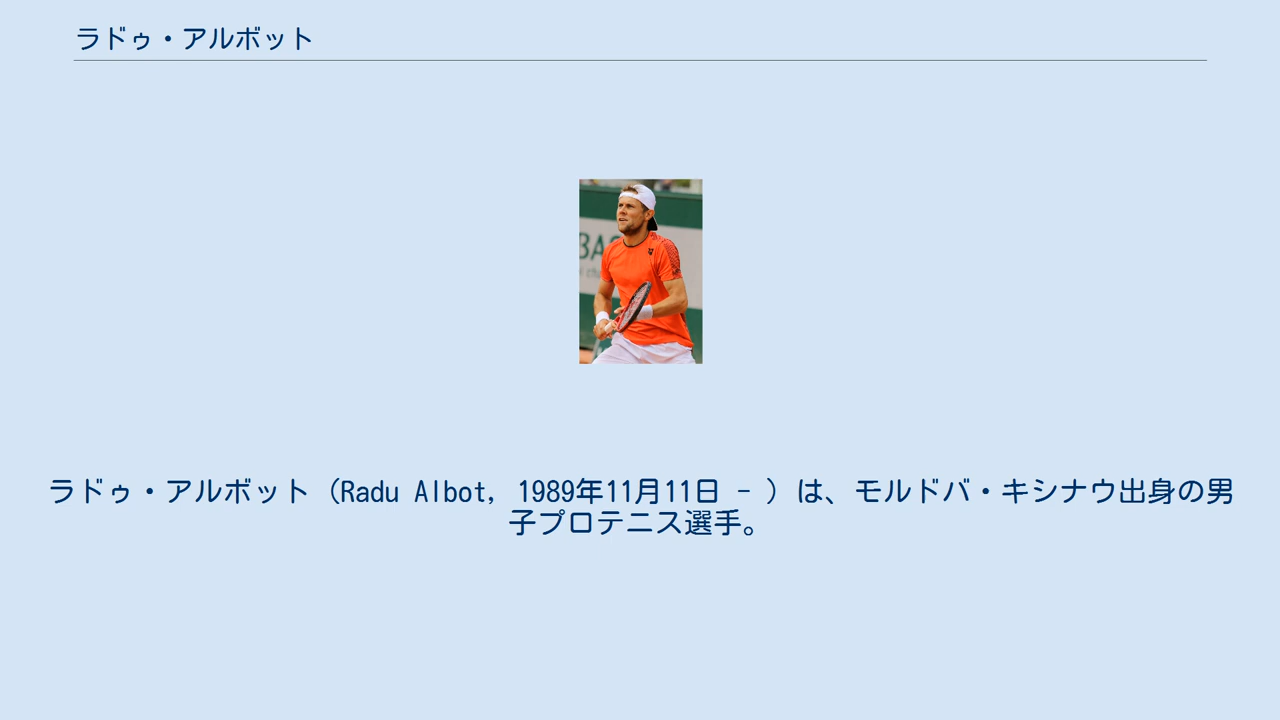 ラドゥ・アルボット
ラドゥ・アルボット（Radu Albot, 1989年11月11日 - ）は、モルドバ・キシナウ出身の男
子プロテニス選手。